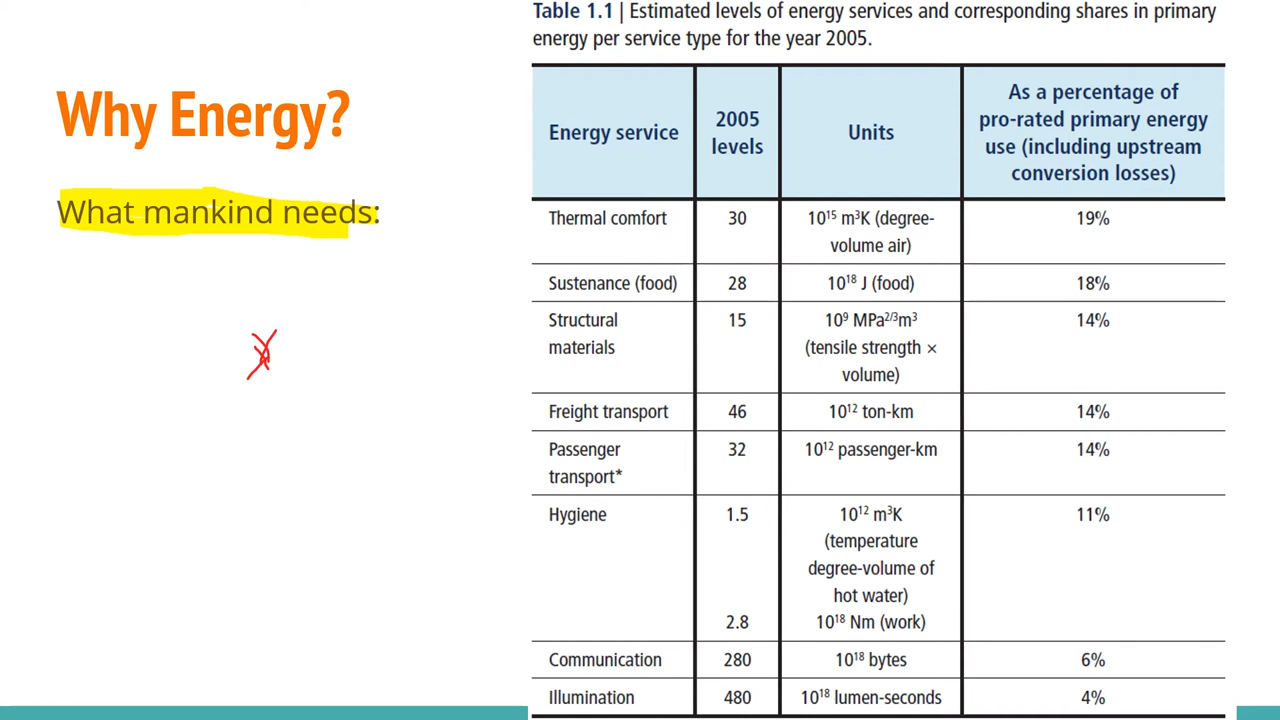 Why Energy?
What mankind needs:
Table 1.1 | Estimated levels of energy services and corresponding shares in primary
energy per service type for the year 2005.
Energy service
2005
levels
Units
As a percentage of
pro-rated primary energy
use (including upstream
conversion losses)
Thermal comfort 30 10¹⁵ m³K (degree- 19%
volume air)
Sustenance (food) 28 10¹⁸ J (food) 18%
Structural 15 10⁹ MPa²ᐟ³m³ 14%
materials (tensile strength ×
volume)
Freight transport 46 10¹² ton-km 14%
Passenger 32 10¹² passenger-km 14%
transport*
Hygiene 1.5 10¹² m³K 11%
(temperature
degree-volume of
hot water)
2.8 10¹⁸ Nm (work)
Communication 280 10¹⁸ bytes 6%
Illumination 480 10¹⁸ lumen-seconds 4%